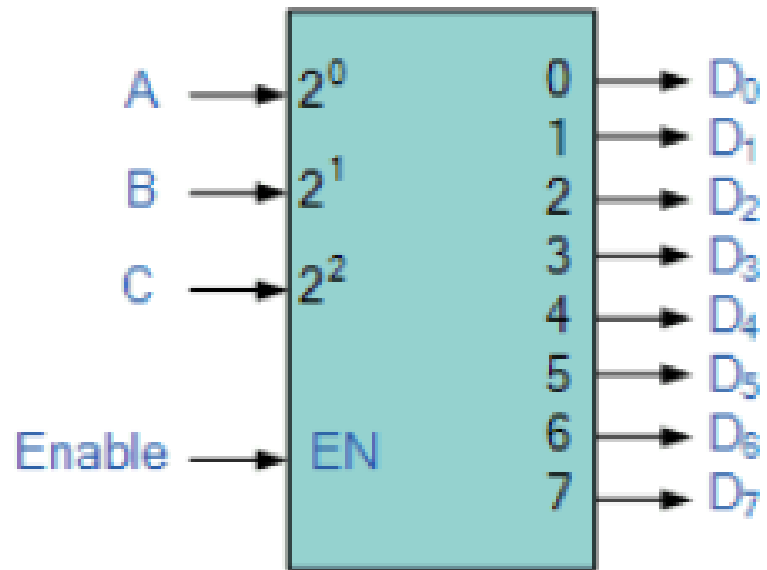 A 2⁰ 0 D₀
1 D₁
B 2¹ 2 D₂
3 D₃
C 2² 4 D₄
5 D₅
Enable EN 6 D₆
7 D₇